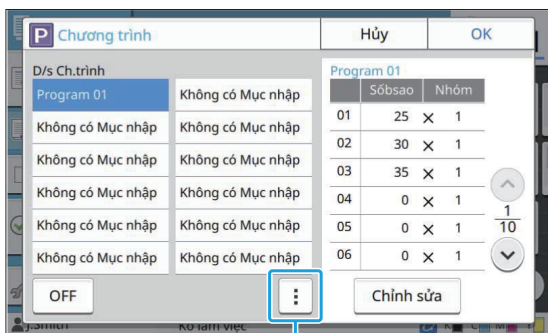 P Chương trình Hủy OK
D/s Ch.trình Program 01
Program 01 Không có Mục nhập Sốbsao Nhóm
Không có Mục nhập Không có Mục nhập 01 25 × 1
Không có Mục nhập Không có Mục nhập 02 30 × 1
Không có Mục nhập Không có Mục nhập 03 35 × 1
Không có Mục nhập Không có Mục nhập 04 0 × 1
Không có Mục nhập Không có Mục nhập 05 0 × 1
06 0 × 1
1
10
OFF Chỉnh sửa
J.Smith Ko làm việc K C M Y